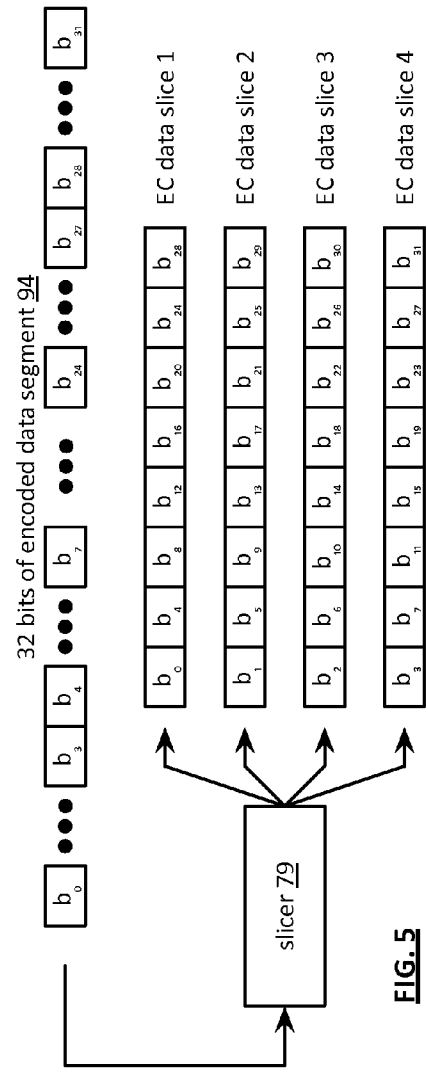 32 bits of encoded data segment 94
b0 ●●● b3 b4 ●●● b7 ●●● b24 ●●● b27 b28 ●●● b31
slicer 79
b0 b4 b8 b12 b16 b20 b24 b28 EC data slice 1
b1 b5 b9 b13 b17 b21 b25 b29 EC data slice 2
b2 b6 b10 b14 b18 b22 b26 b30 EC data slice 3
b3 b7 b11 b15 b19 b23 b27 b31 EC data slice 4
FIG. 5